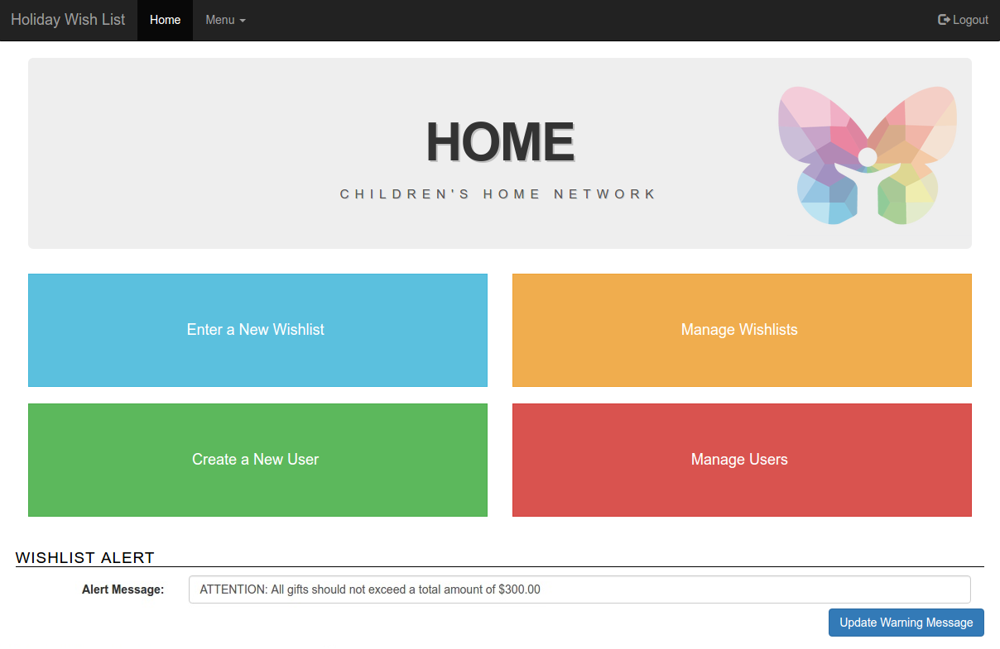 Holiday Wish List Home Menu Logout
HOME
CHILDREN'S HOME NETWORK
Enter a New Wishlist Manage Wishlists
Create a New User Manage Users
WISHLIST ALERT
Alert Message: ATTENTION: All gifts should not exceed a total amount of $300.00
Update Warning Message